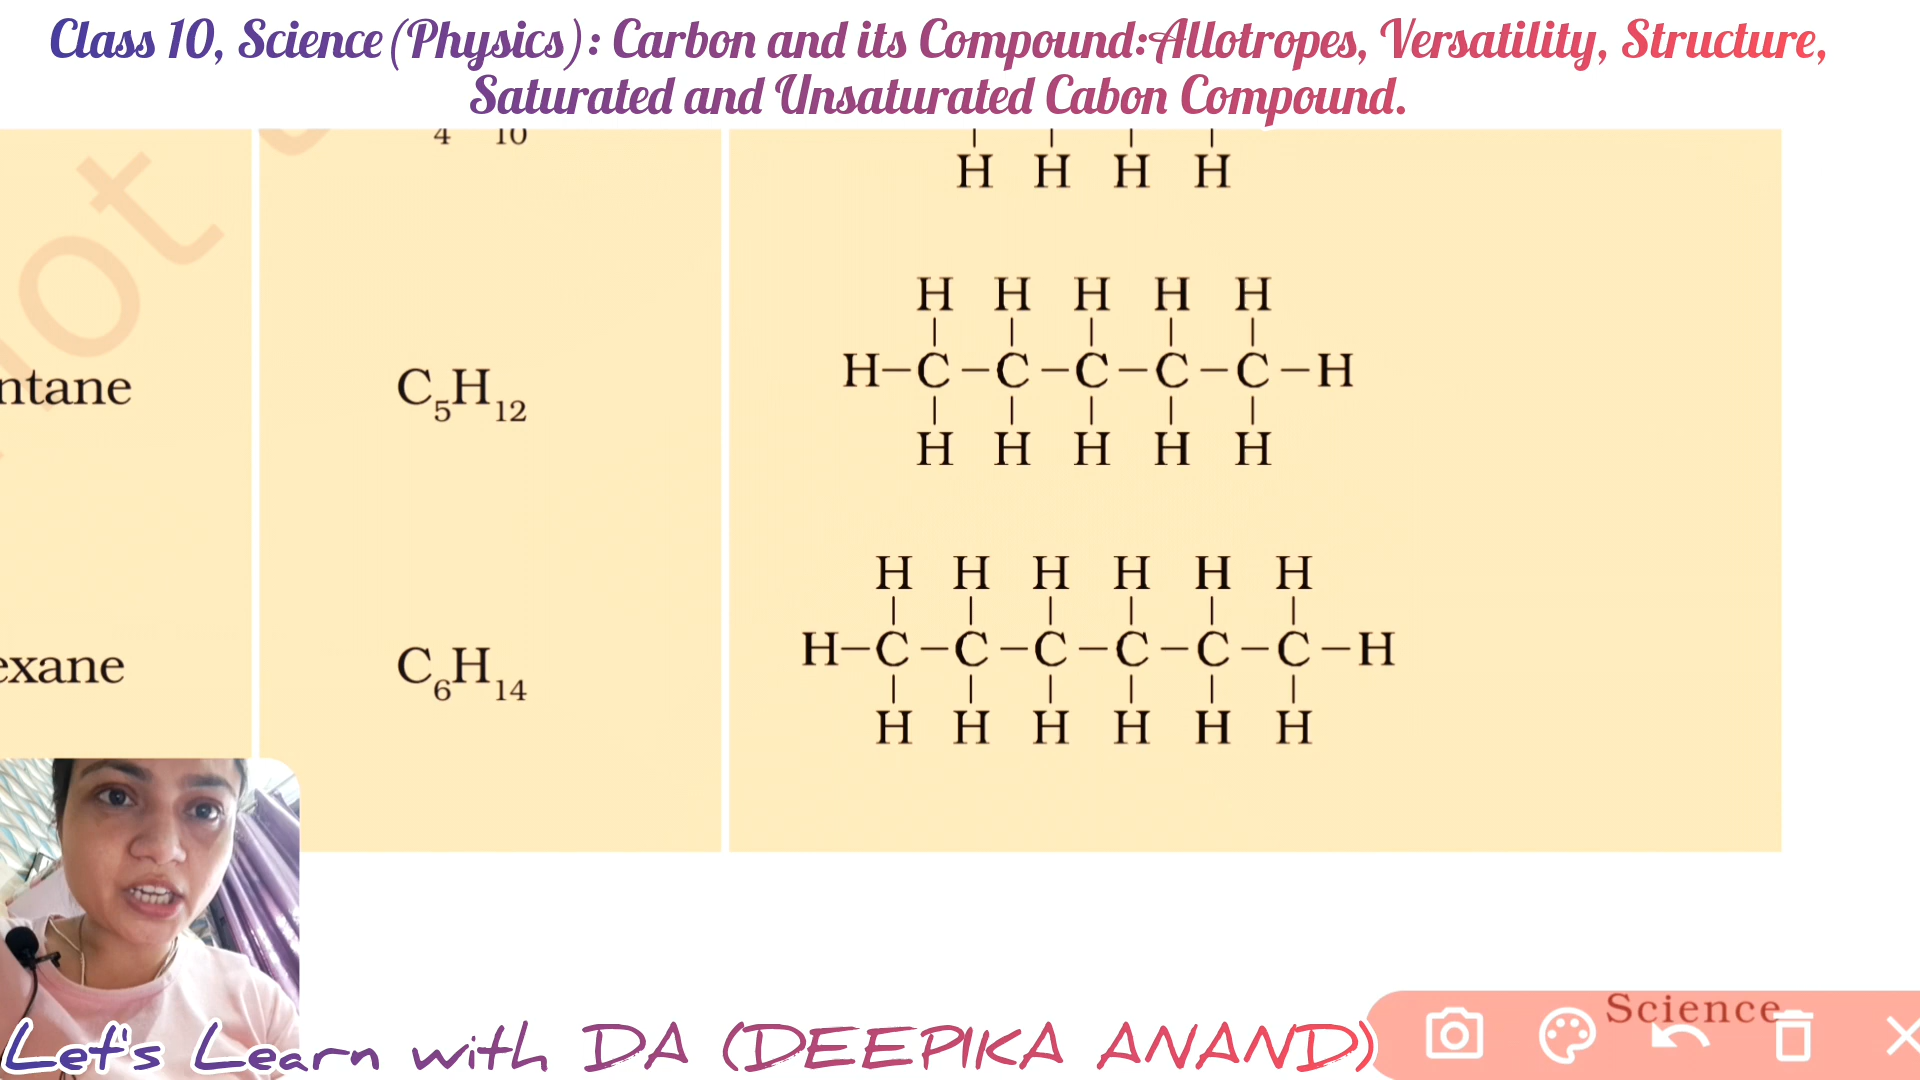 Class 10, Science(Physics): Carbon and its Compound:Allotropes, Versatility, Structure,
Saturated and Unsaturated Cabon Compound.
4 10
H H H H
H H H H H
ntane C5H12 H–C–C–C–C–C–H
H H H H H
H H H H H H
exane C6H14 H–C–C–C–C–C–C–H
H H H H H H
Science
Let's Learn with DA (DEEPIKA ANAND)